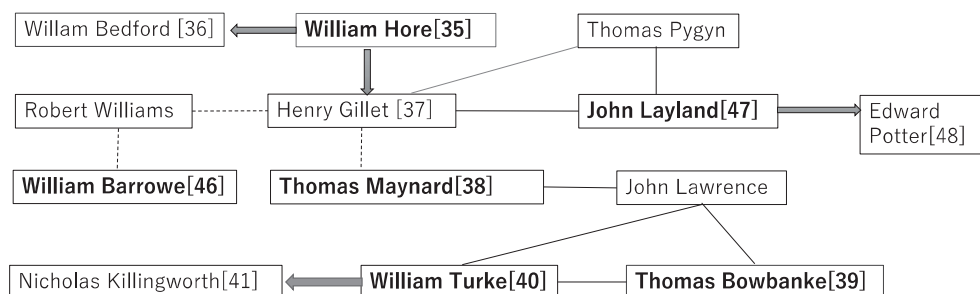 Willam Bedford [36]
William Hore[35]
Thomas Pygyn
Robert Williams
Henry Gillet [37]
John Layland[47]
Edward
Potter[48]
William Barrowe[46]
Thomas Maynard[38]
John Lawrence
Nicholas Killingworth[41]
William Turke[40]
Thomas Bowbanke[39]